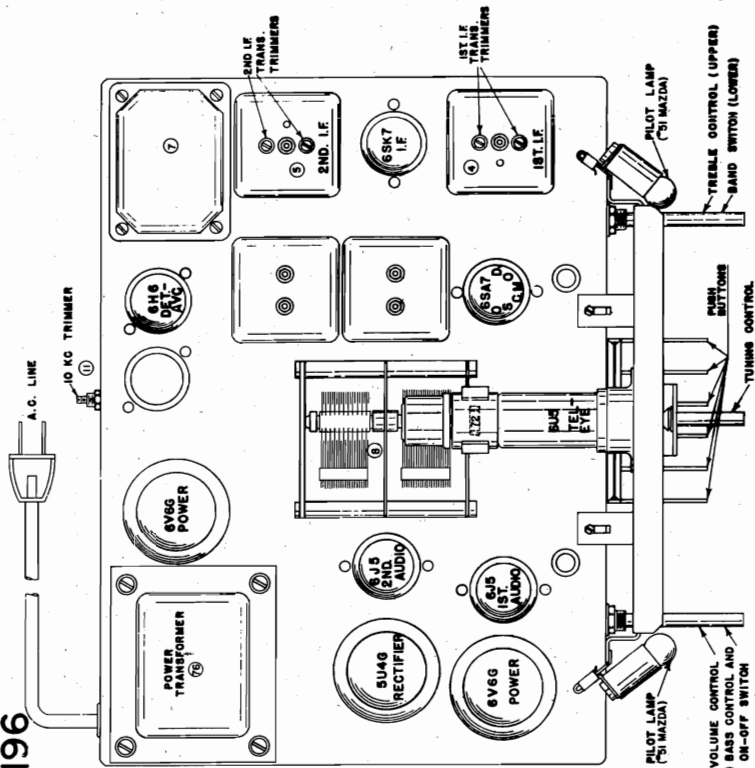 196
A.C. LINE
10 KC TRIMMER
11
7
2ND I.F.
TRANS.
TRIMMERS
5
2ND. I.F.
6H6
DET.-
AVC
6SK7
I.F.
1ST I.F.
TRANS.
TRIMMERS
4
1ST. I.F.
6V6G
POWER
POWER
TRANSFORMER
76
8
6SA7
6J5
2ND.
AUDIO
5U4G
RECTIFIER
6J5
1ST.
AUDIO
6V6G
POWER
6U5
TEL-
EYE
PILOT LAMP
(#51 MAZDA)
TREBLE CONTROL (UPPER)
BAND SWITCH (LOWER)
PUSH
BUTTONS
TUNING CONTROL
PILOT LAMP
(#51 MAZDA)
VOLUME CONTROL
BASS CONTROL AND
ON-OFF SWITCH